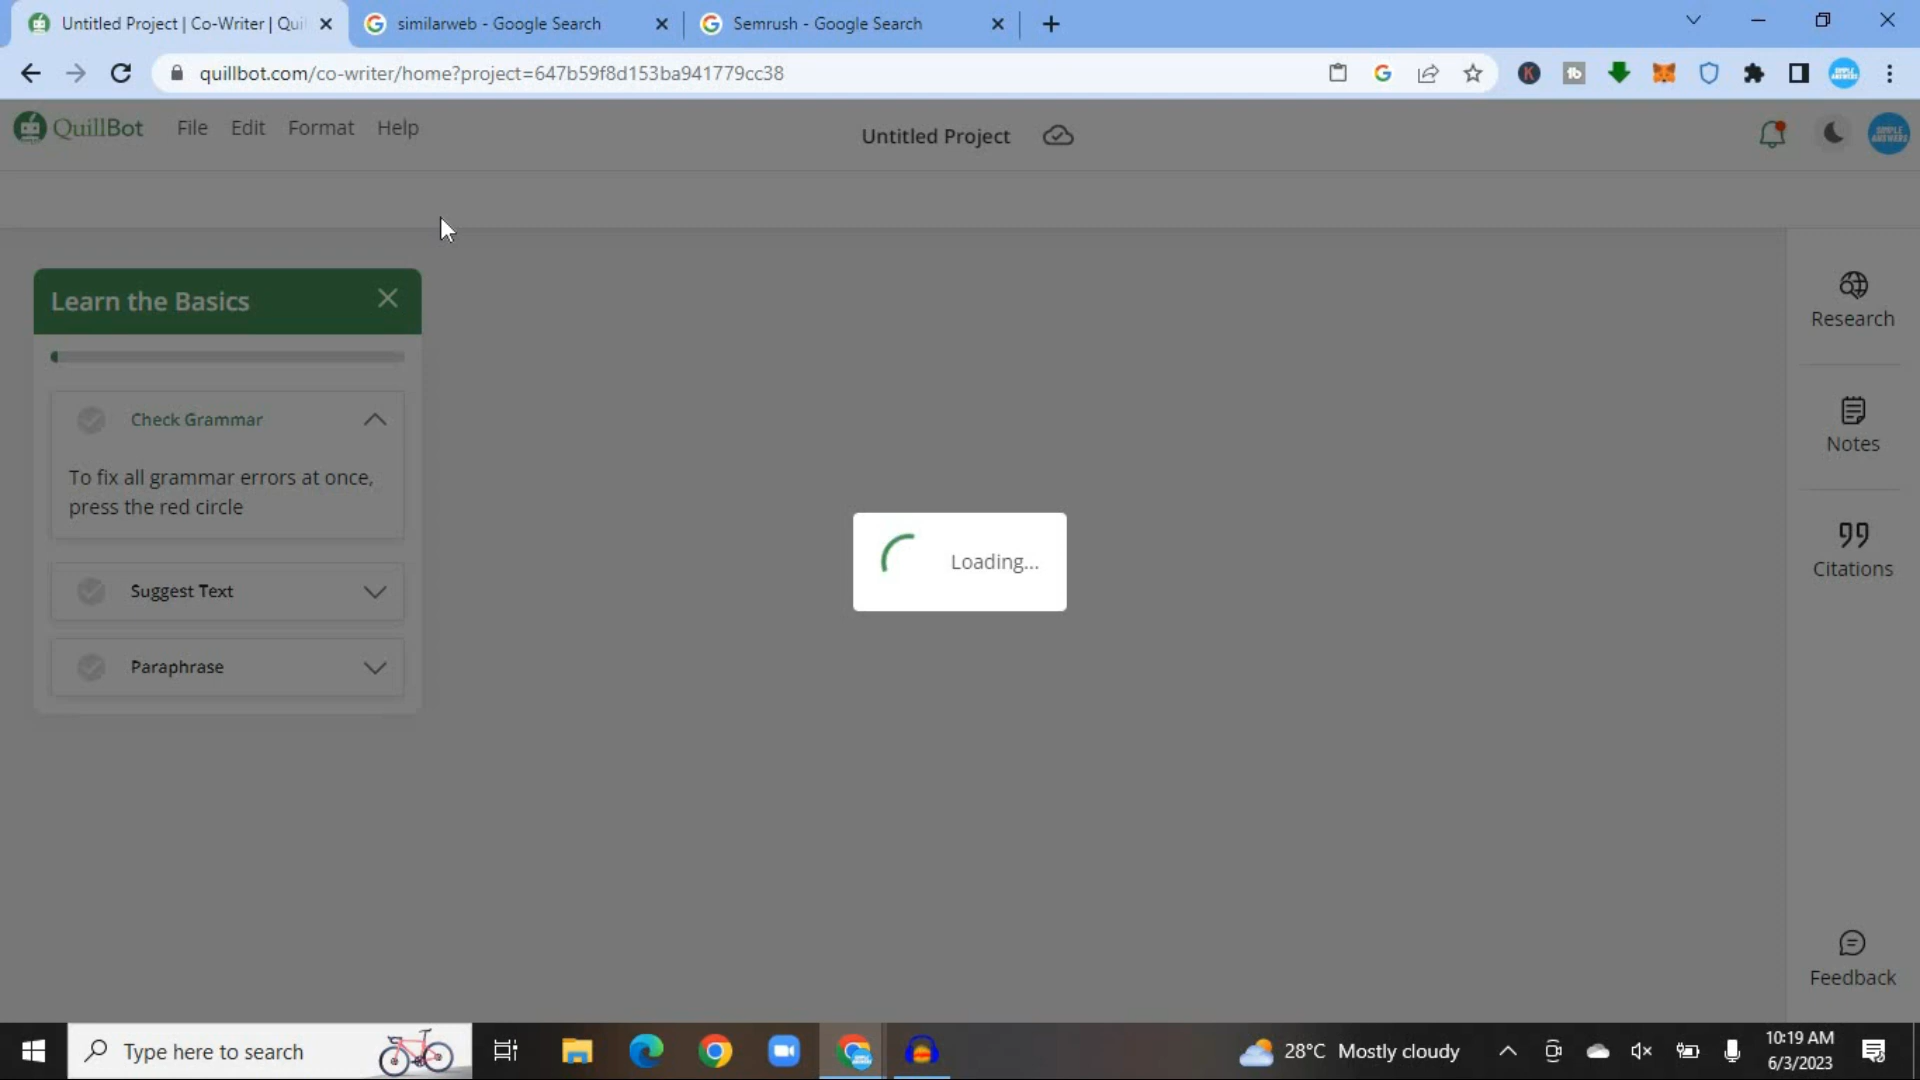 Untitled Project | Co-Writer | Qui
similarweb - Google Search
Semrush - Google Search
quillbot.com/co-writer/home?project=647b59f8d153ba941779cc38
QuillBot
File
Edit
Format
Help
Untitled Project
SIMPLE
ANSWERS
Learn the Basics
Check Grammar
To fix all grammar errors at once,
press the red circle
Suggest Text
Paraphrase
Loading...
Research
Notes
Citations
Feedback
Type here to search
28°C Mostly cloudy
10:19 AM
6/3/2023